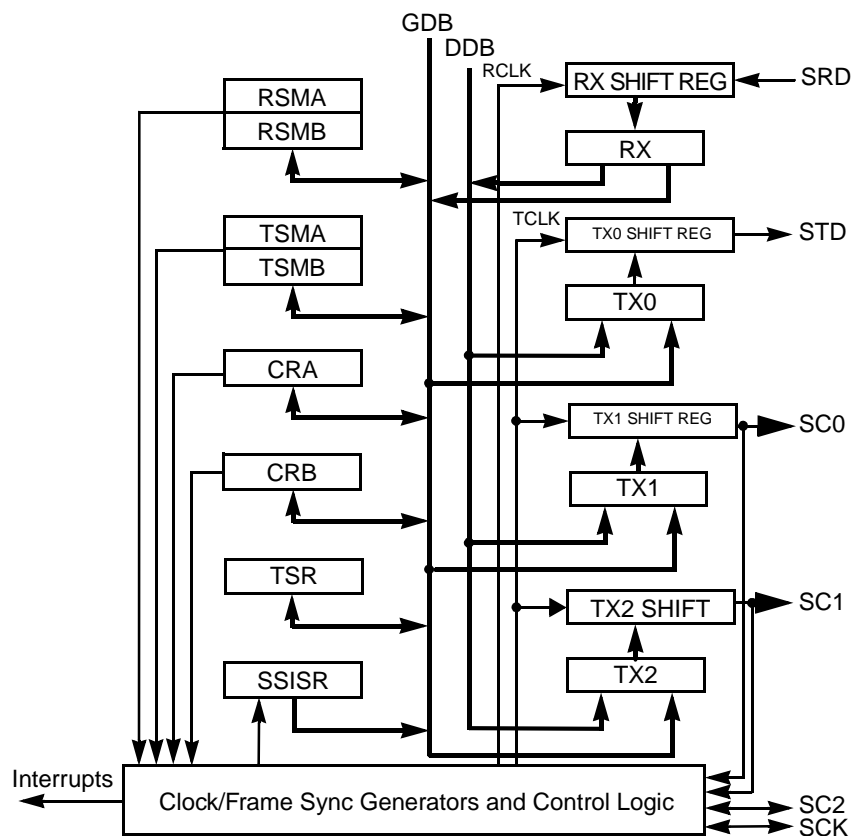 GDB
DDB
RCLK
RX SHIFT REG
SRD
RSMA
RSMB
RX
TCLK
TX0 SHIFT REG
STD
TSMA
TSMB
TX0
CRA
TX1 SHIFT REG
SC0
CRB
TX1
TSR
TX2 SHIFT
SC1
SSISR
TX2
Interrupts
Clock/Frame Sync Generators and Control Logic
SC2
SCK